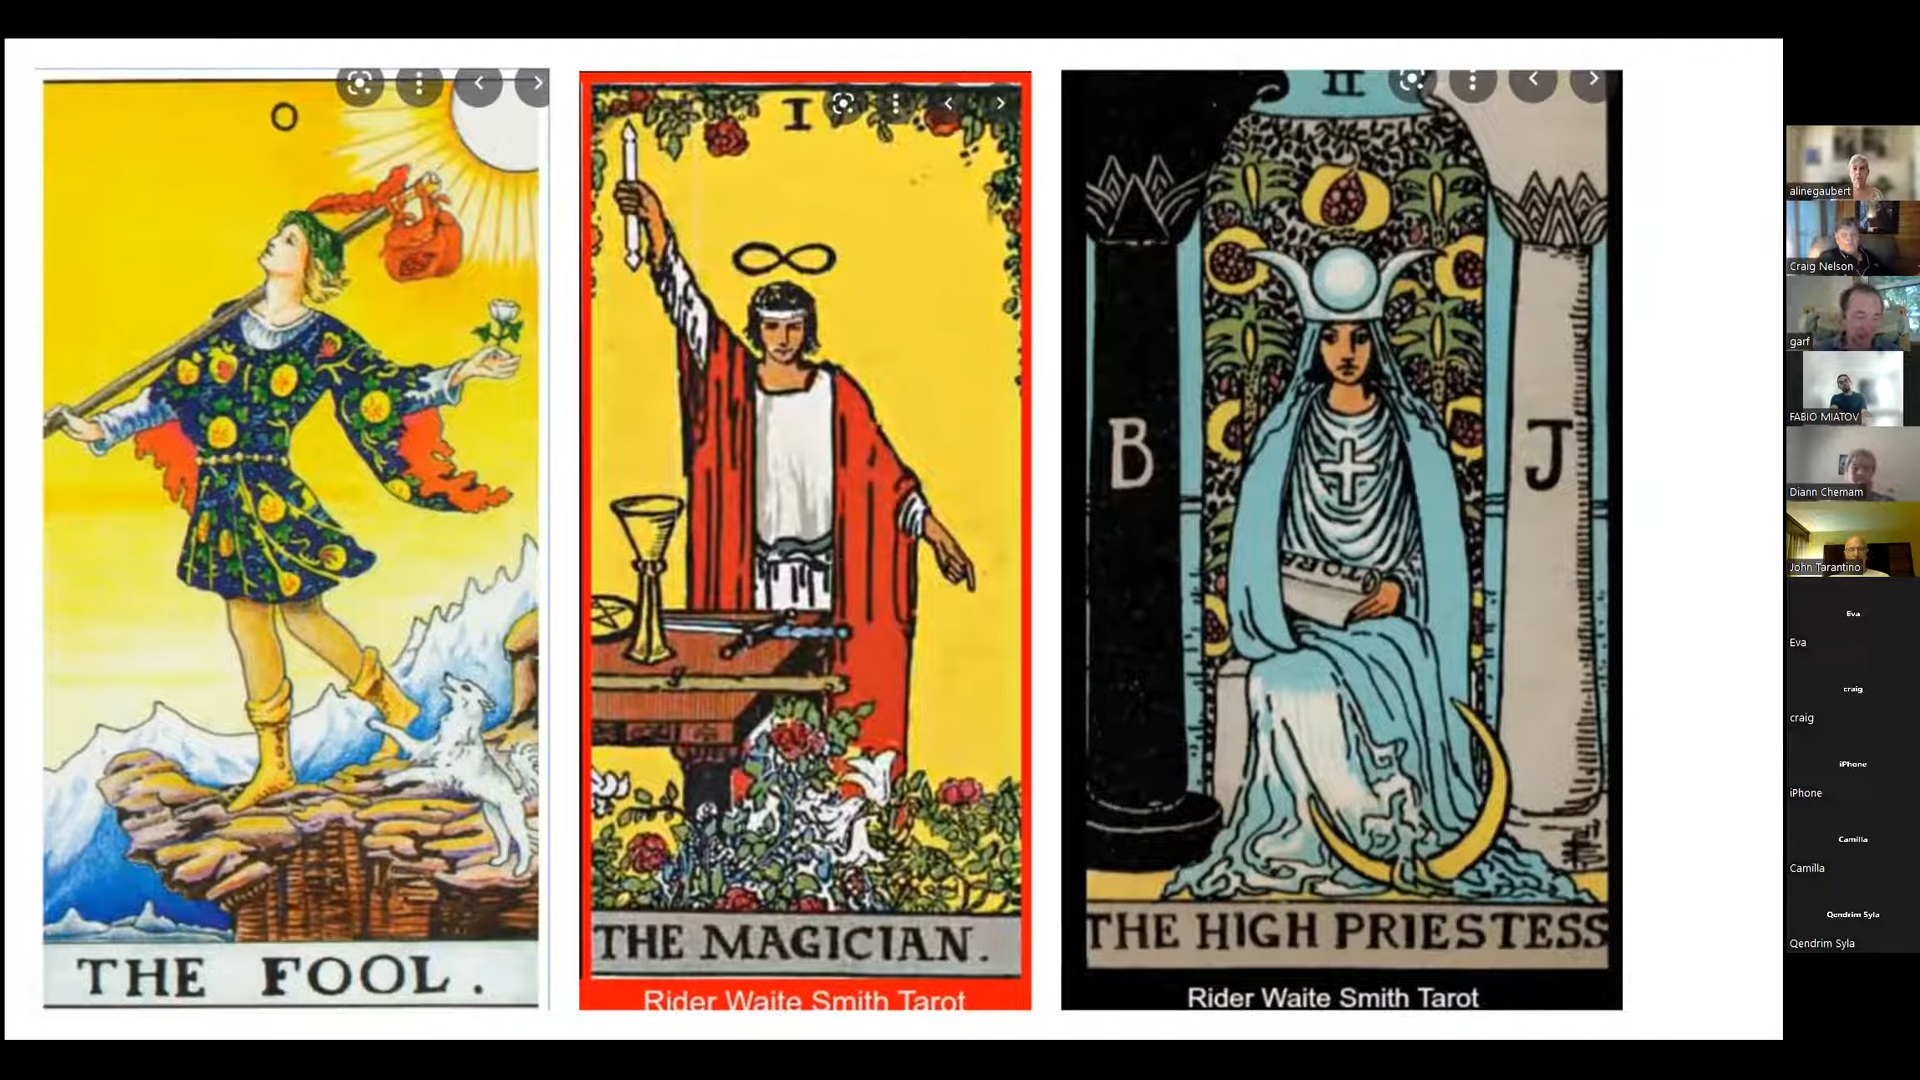 0
THE FOOL.
I
THE MAGICIAN.
Rider Waite Smith Tarot
II
B
J
TORA
THE HIGH PRIESTESS
Rider Waite Smith Tarot
alinegaubert
Craig Nelson
garf
FABIO MIATOV
Diann Chemam
John Tarantino
Eva
Eva
craig
craig
iPhone
iPhone
Camilla
Camilla
Qendrim Syla
Qendrim Syla